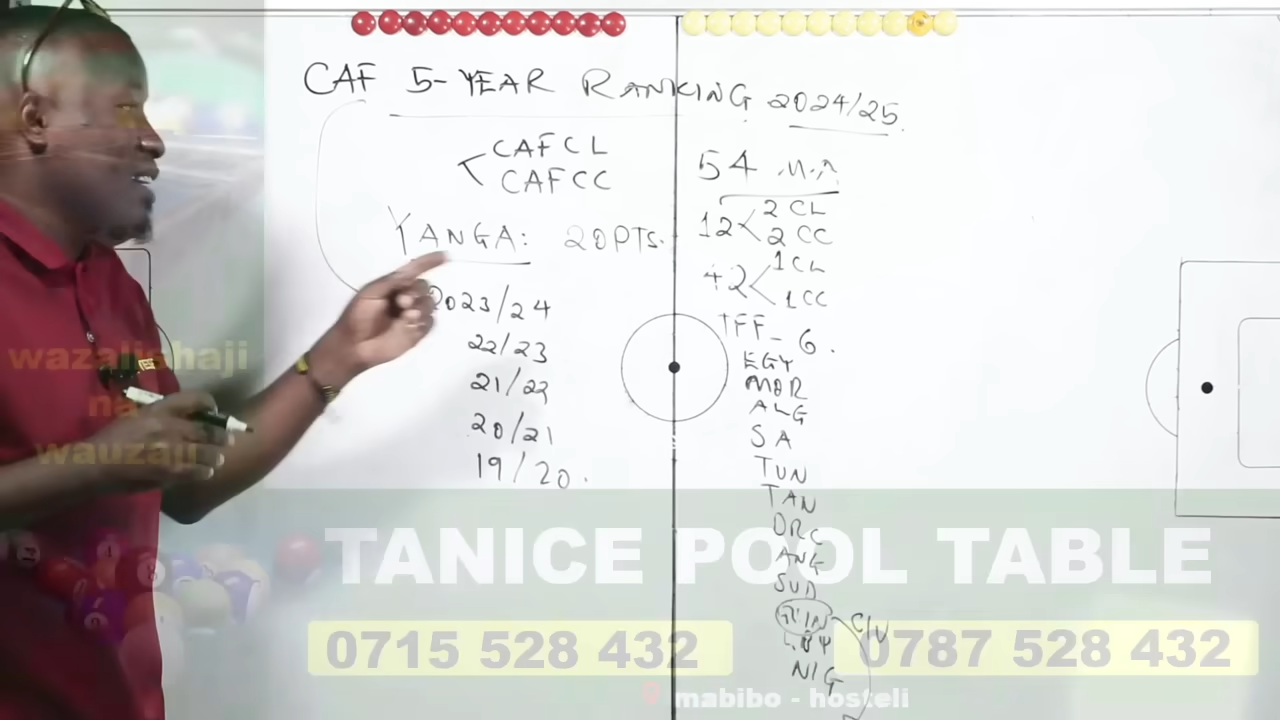 CAF 5-YEAR RANKING 2024/25.
CAFCL
CAFCC
YANGA: 20PTS.
2023/24
22/23
21/22
20/21
19/20.
54
12 < 2 CL
2 CC
42 < 1 CL
1 CC
TFF - 6.
EGY
MOR
ALG
SA
TUN
TAN
DRC
ANG
SUD
GUIN
C/U
LBY
NIG
wazalishaji
na
wauzaji
TANICE POOL TABLE
0715 528 432
0787 528 432
mabibo - hosteli